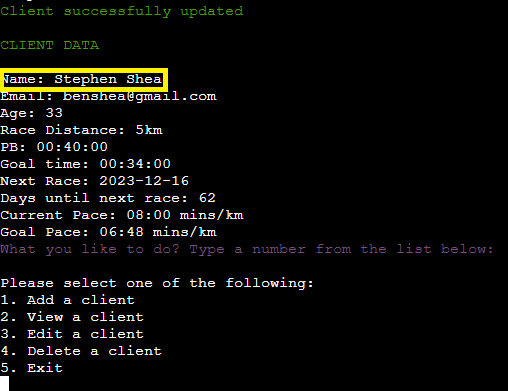 Client successfully updated
CLIENT DATA
Name: Stephen Shea
Email: benshea@gmail.com
Age: 33
Race Distance: 5km
PB: 00:40:00
Goal time: 00:34:00
Next Race: 2023-12-16
Days until next race: 62
Current Pace: 08:00 mins/km
Goal Pace: 06:48 mins/km
What you like to do? Type a number from the list below:
Please select one of the following:
1. Add a client
2. View a client
3. Edit a client
4. Delete a client
5. Exit